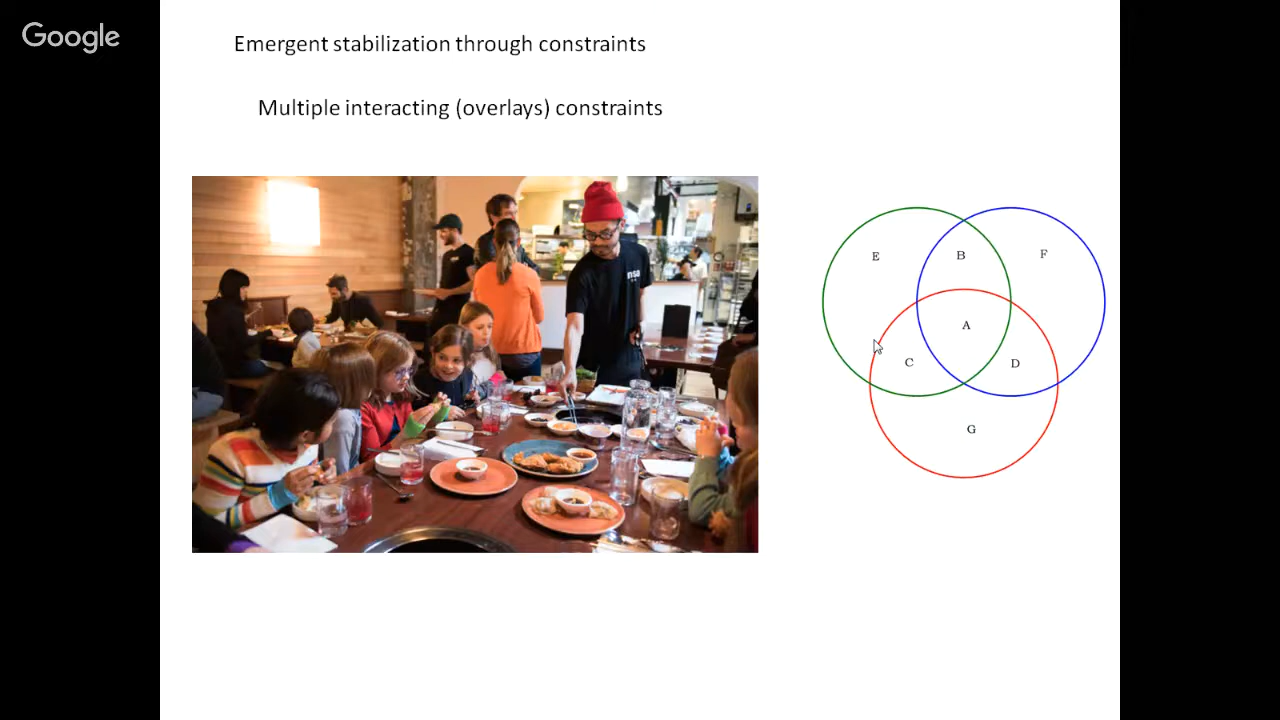 Google
Emergent stabilization through constraints
Multiple interacting (overlays) constraints
E
B
F
A
C
D
G